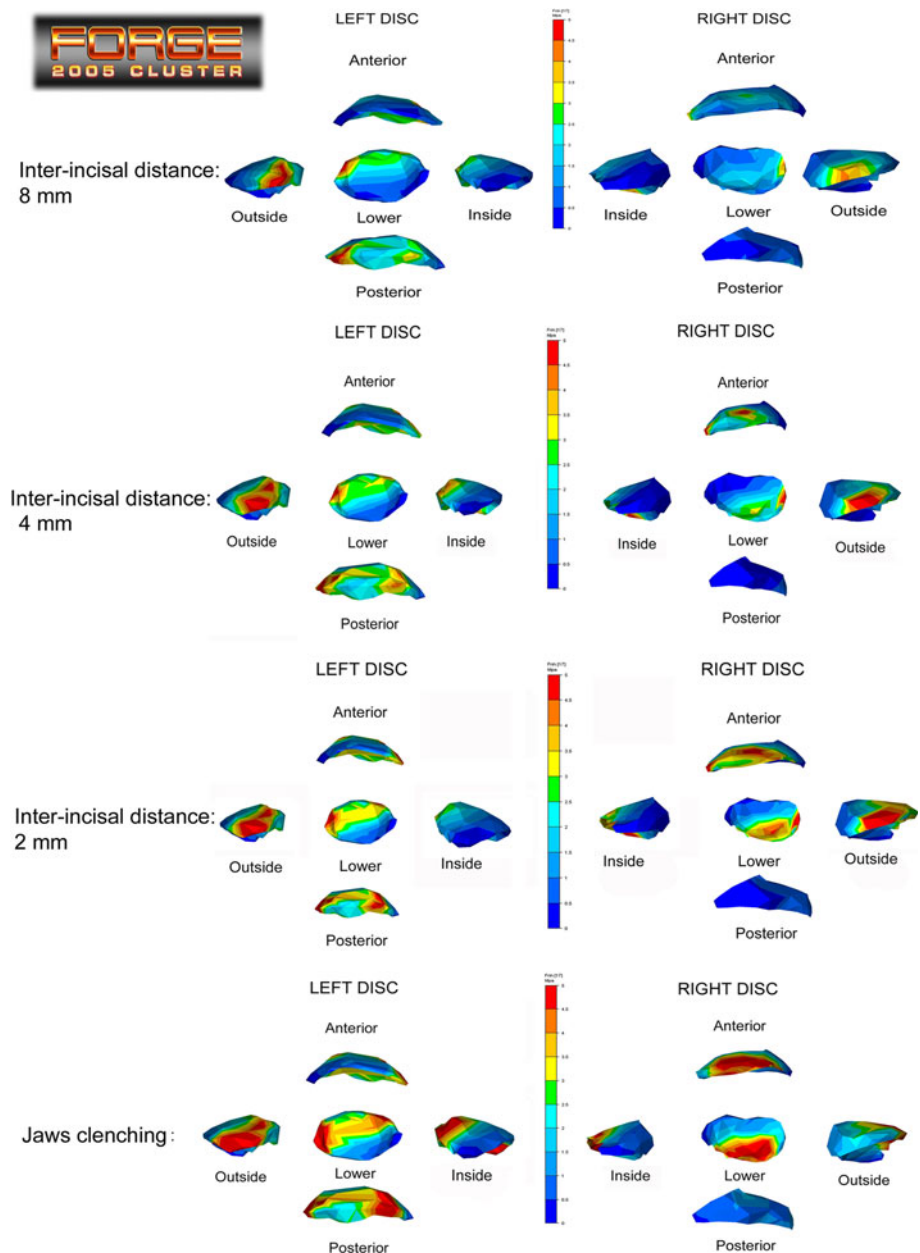 FORGE
2005 CLUSTER
LEFT DISC
RIGHT DISC
Anterior
Anterior
Inter-incisal distance:
8 mm
Outside
Lower
Inside
Inside
Lower
Outside
Posterior
Posterior
LEFT DISC
RIGHT DISC
Anterior
Anterior
Inter-incisal distance:
4 mm
Outside
Lower
Inside
Inside
Lower
Outside
Posterior
Posterior
LEFT DISC
RIGHT DISC
Anterior
Anterior
Inter-incisal distance:
2 mm
Outside
Lower
Inside
Inside
Lower
Outside
Posterior
Posterior
LEFT DISC
RIGHT DISC
Anterior
Anterior
Jaws clenching:
Outside
Lower
Inside
Inside
Lower
Outside
Posterior
Posterior